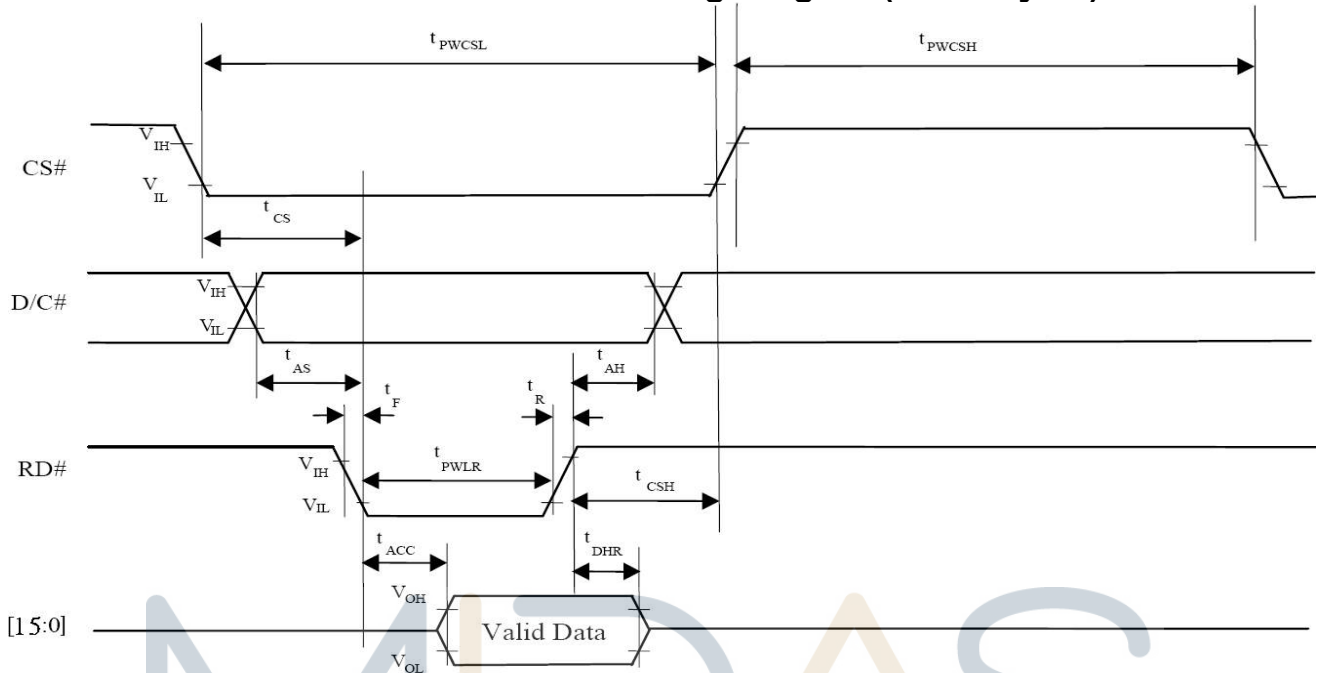 t PWCSL
t PWCSH
V IH
CS#
V IL
t CS
V IH
D/C#
V IL
t AS
t AH
t F
t R
V IH
RD#
t PWLR
V IL
t CSH
t ACC
t DHR
V OH
[15:0]
Valid Data
V OL
MIDAS